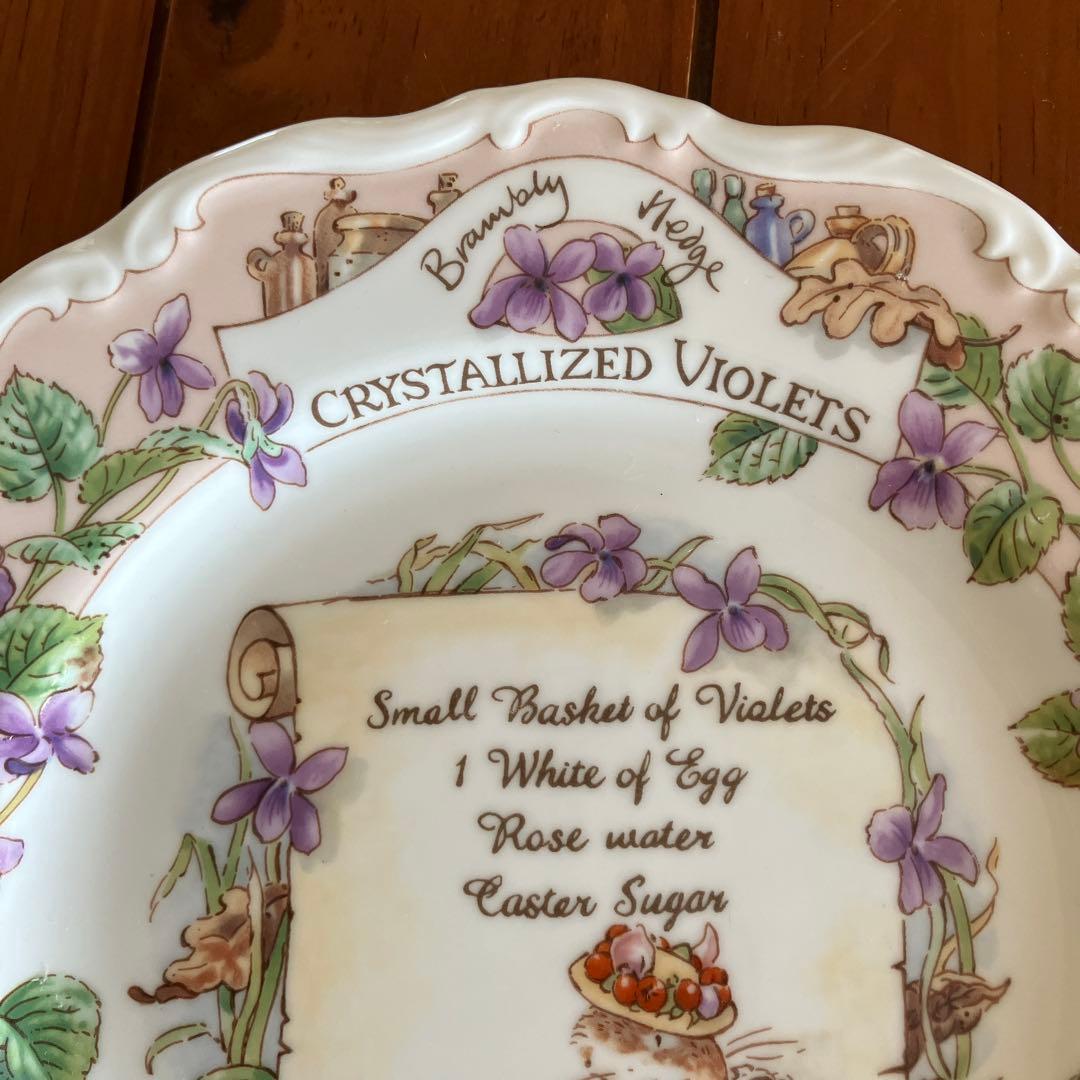 Brambly Hedge
CRYSTALLIZED VIOLETS
Small Basket of Violets
1 White of Egg
Rose water
Caster Sugar